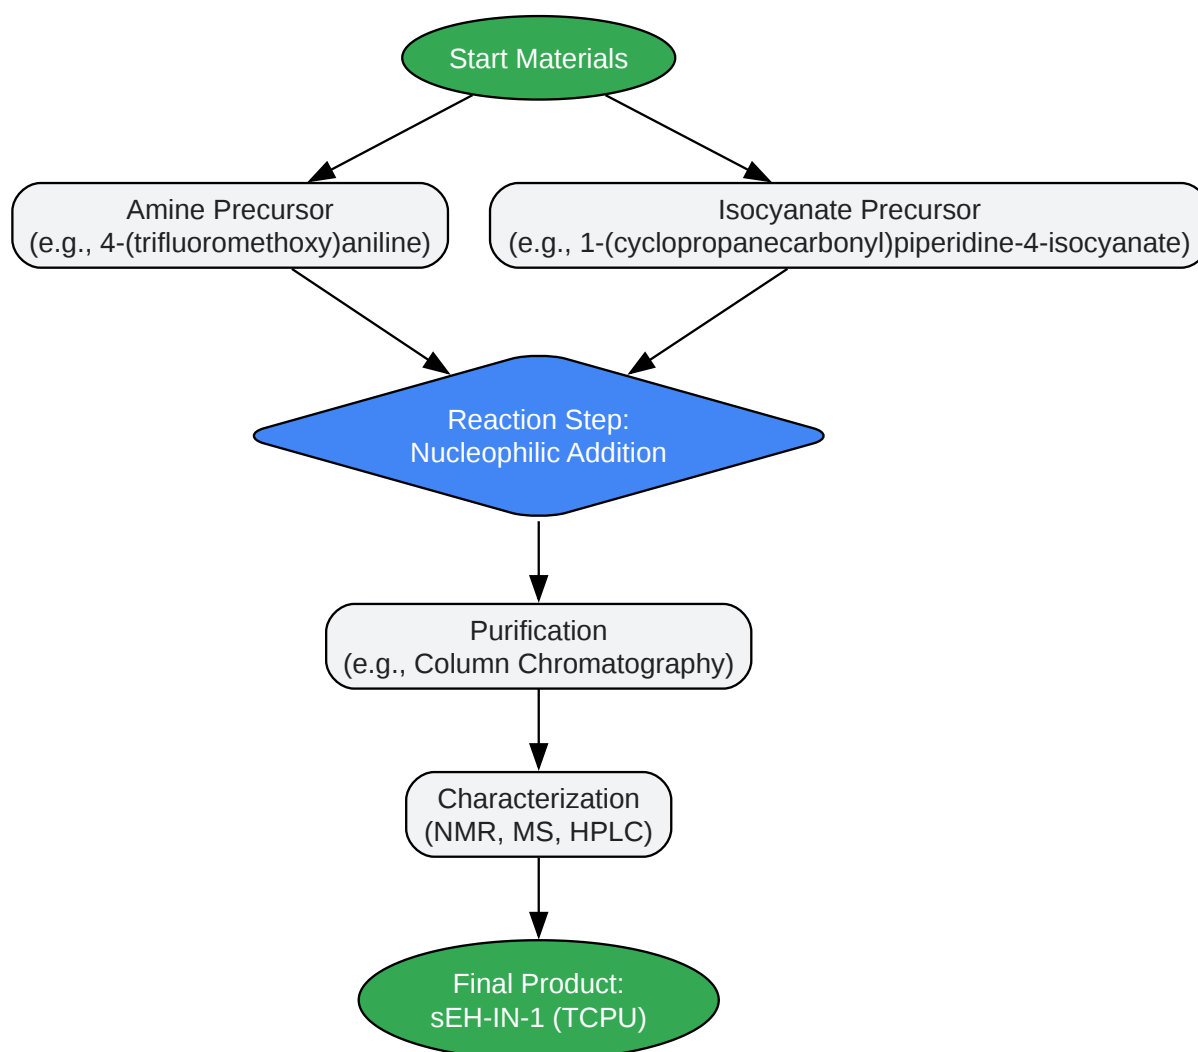 Start Materials
Amine Precursor
(e.g., 4-(trifluoromethoxy)aniline)
Isocyanate Precursor
(e.g., 1-(cyclopropanecarbonyl)piperidine-4-isocyanate)
Reaction Step:
Nucleophilic Addition
Purification
(e.g., Column Chromatography)
Characterization
(NMR, MS, HPLC)
Final Product:
sEH-IN-1 (TCPU)